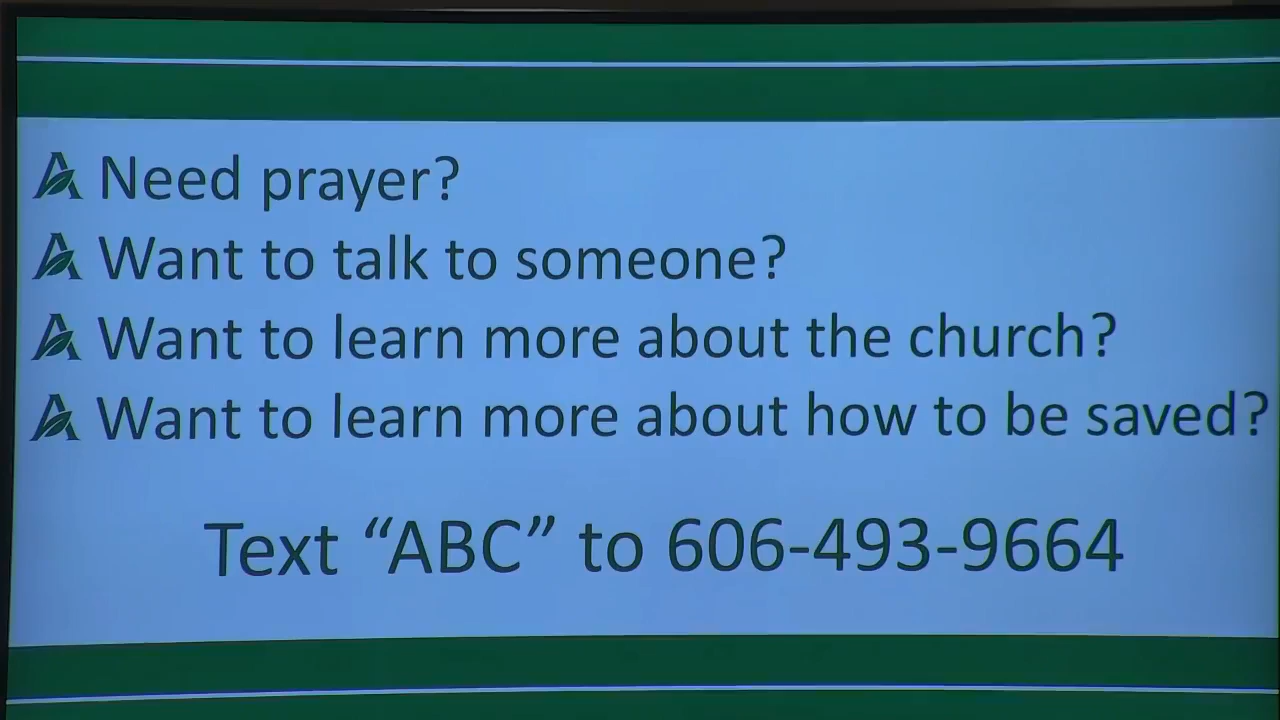 Need prayer?
Want to talk to someone?
Want to learn more about the church?
Want to learn more about how to be saved?
Text “ABC” to 606-493-9664